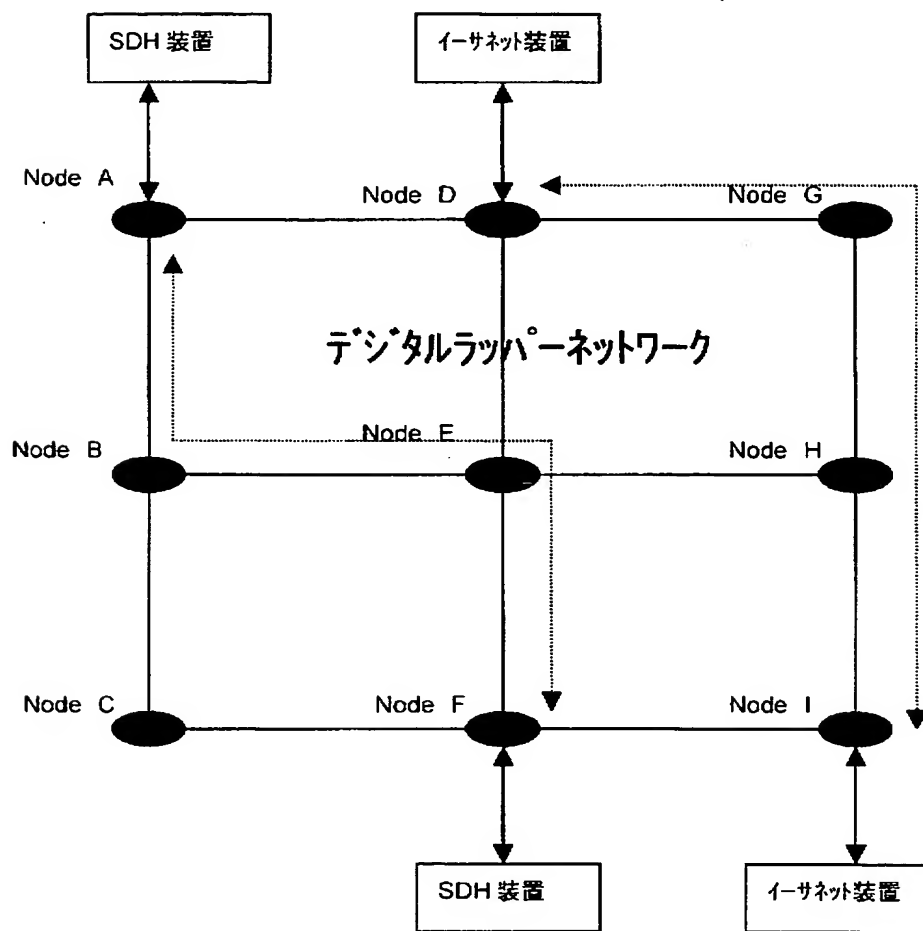 SDH 装置
イーサネット装置
Node A
Node D
Node G
デジタルラッパーネットワーク
Node B
Node E
Node H
Node C
Node F
Node I
SDH 装置
イーサネット装置